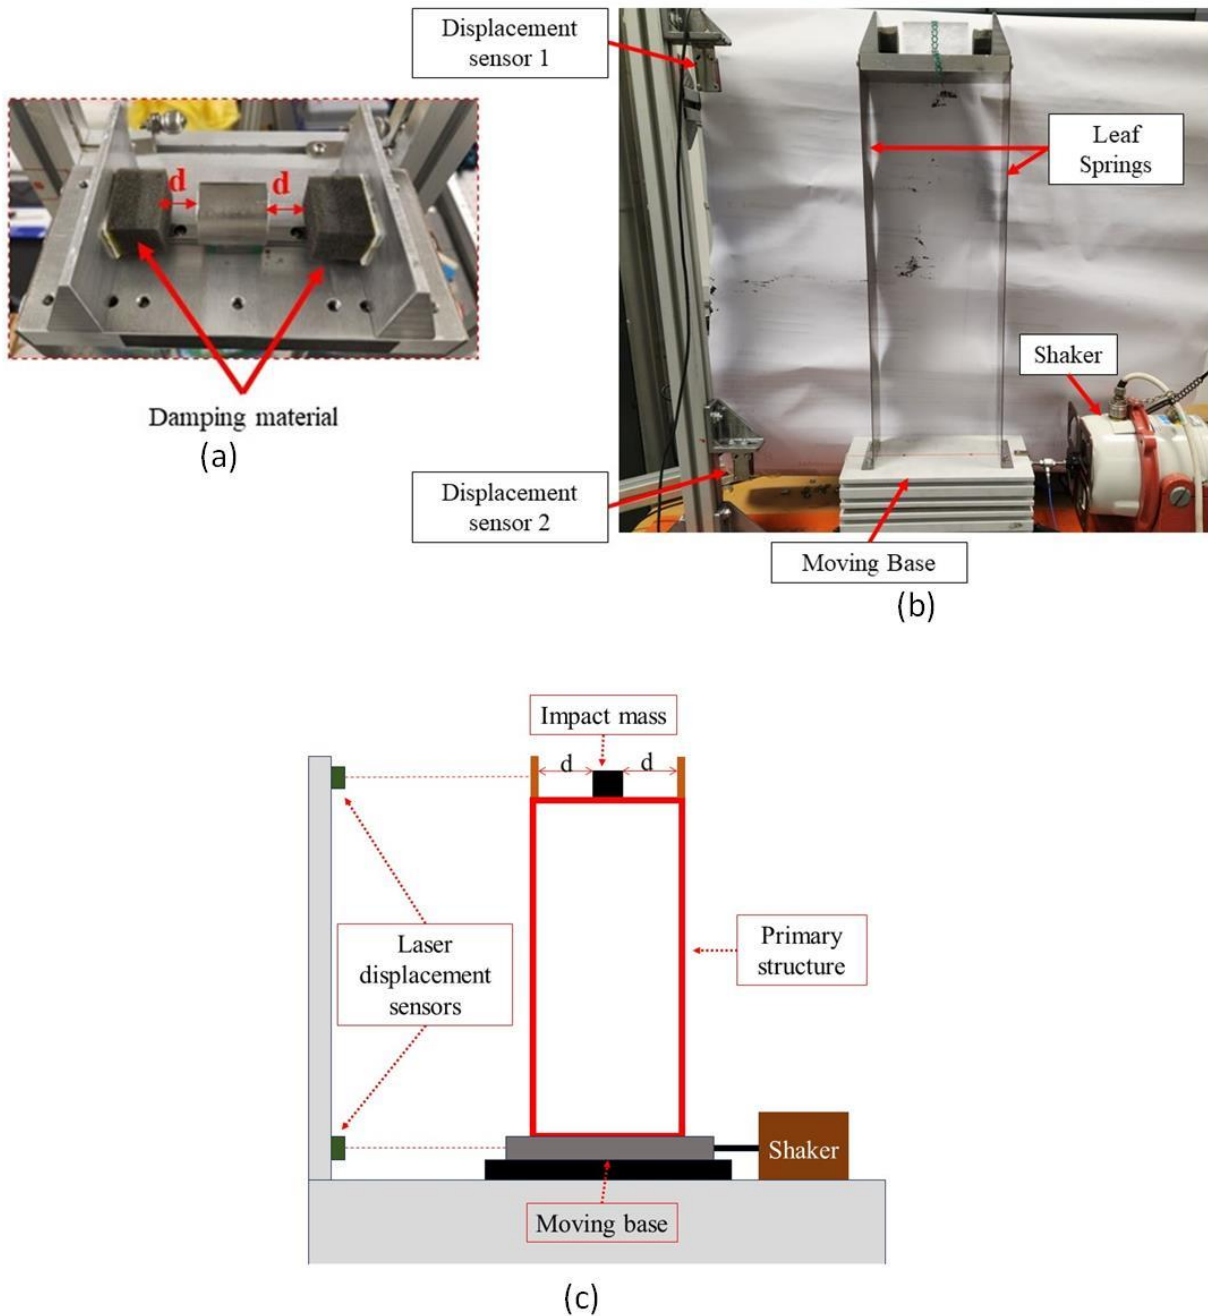 Displacement
sensor 1
Leaf
Springs
d
d
Damping material
(a)
Shaker
Displacement
sensor 2
Moving Base
(b)
Impact mass
d
d
Laser
displacement
sensors
Primary
structure
Shaker
Moving base
(c)